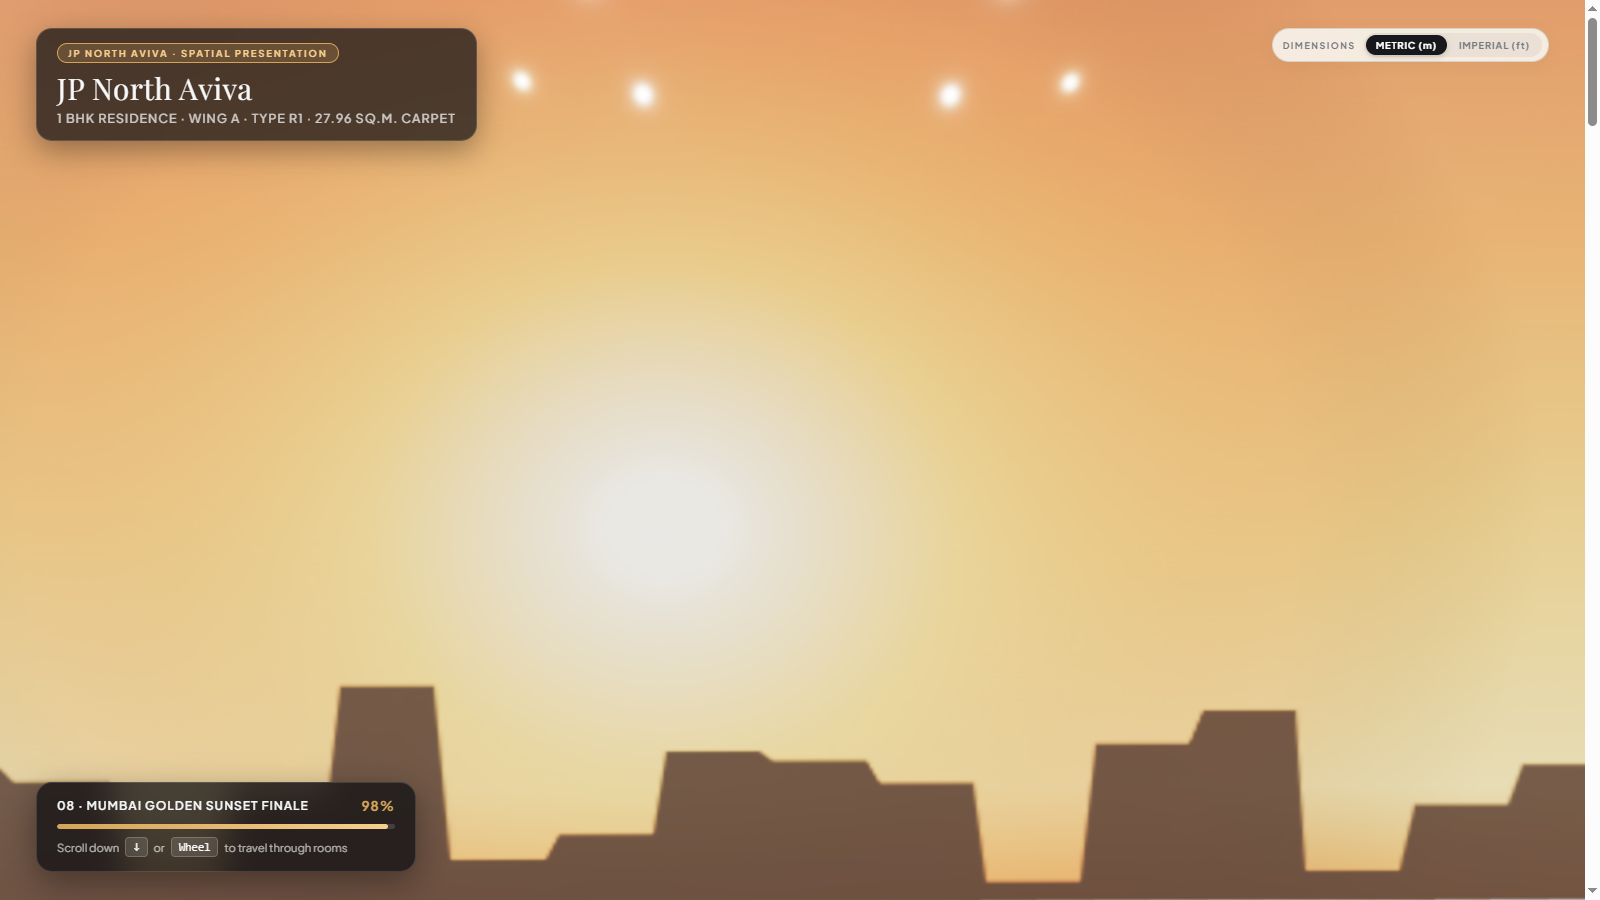 JP NORTH AVIVA · SPATIAL PRESENTATION
JP North Aviva
1 BHK RESIDENCE · WING A · TYPE R1 · 27.96 SQ.M. CARPET
DIMENSIONS METRIC (m) IMPERIAL (ft)
08 · MUMBAI GOLDEN SUNSET FINALE 98%
Scroll down ↓ or Wheel to travel through rooms